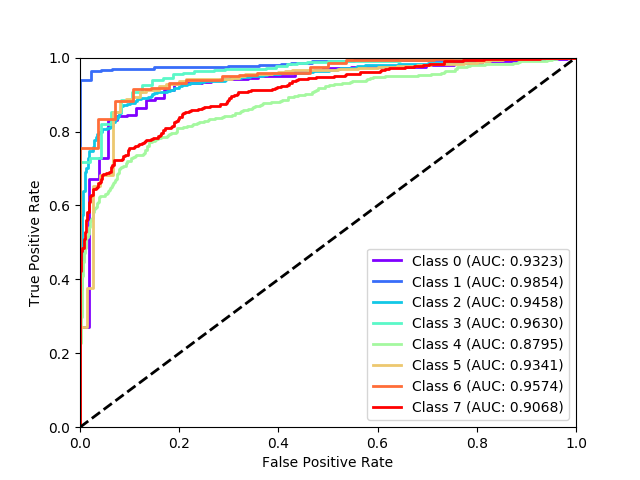 1.0
0.8
0.6
0.4
0.2
0.0
True Positive Rate
Class 0 (AUC: 0.9323)
Class 1 (AUC: 0.9854)
Class 2 (AUC: 0.9458)
Class 3 (AUC: 0.9630)
Class 4 (AUC: 0.8795)
Class 5 (AUC: 0.9341)
Class 6 (AUC: 0.9574)
Class 7 (AUC: 0.9068)
0.0 0.2 0.4 0.6 0.8 1.0
False Positive Rate